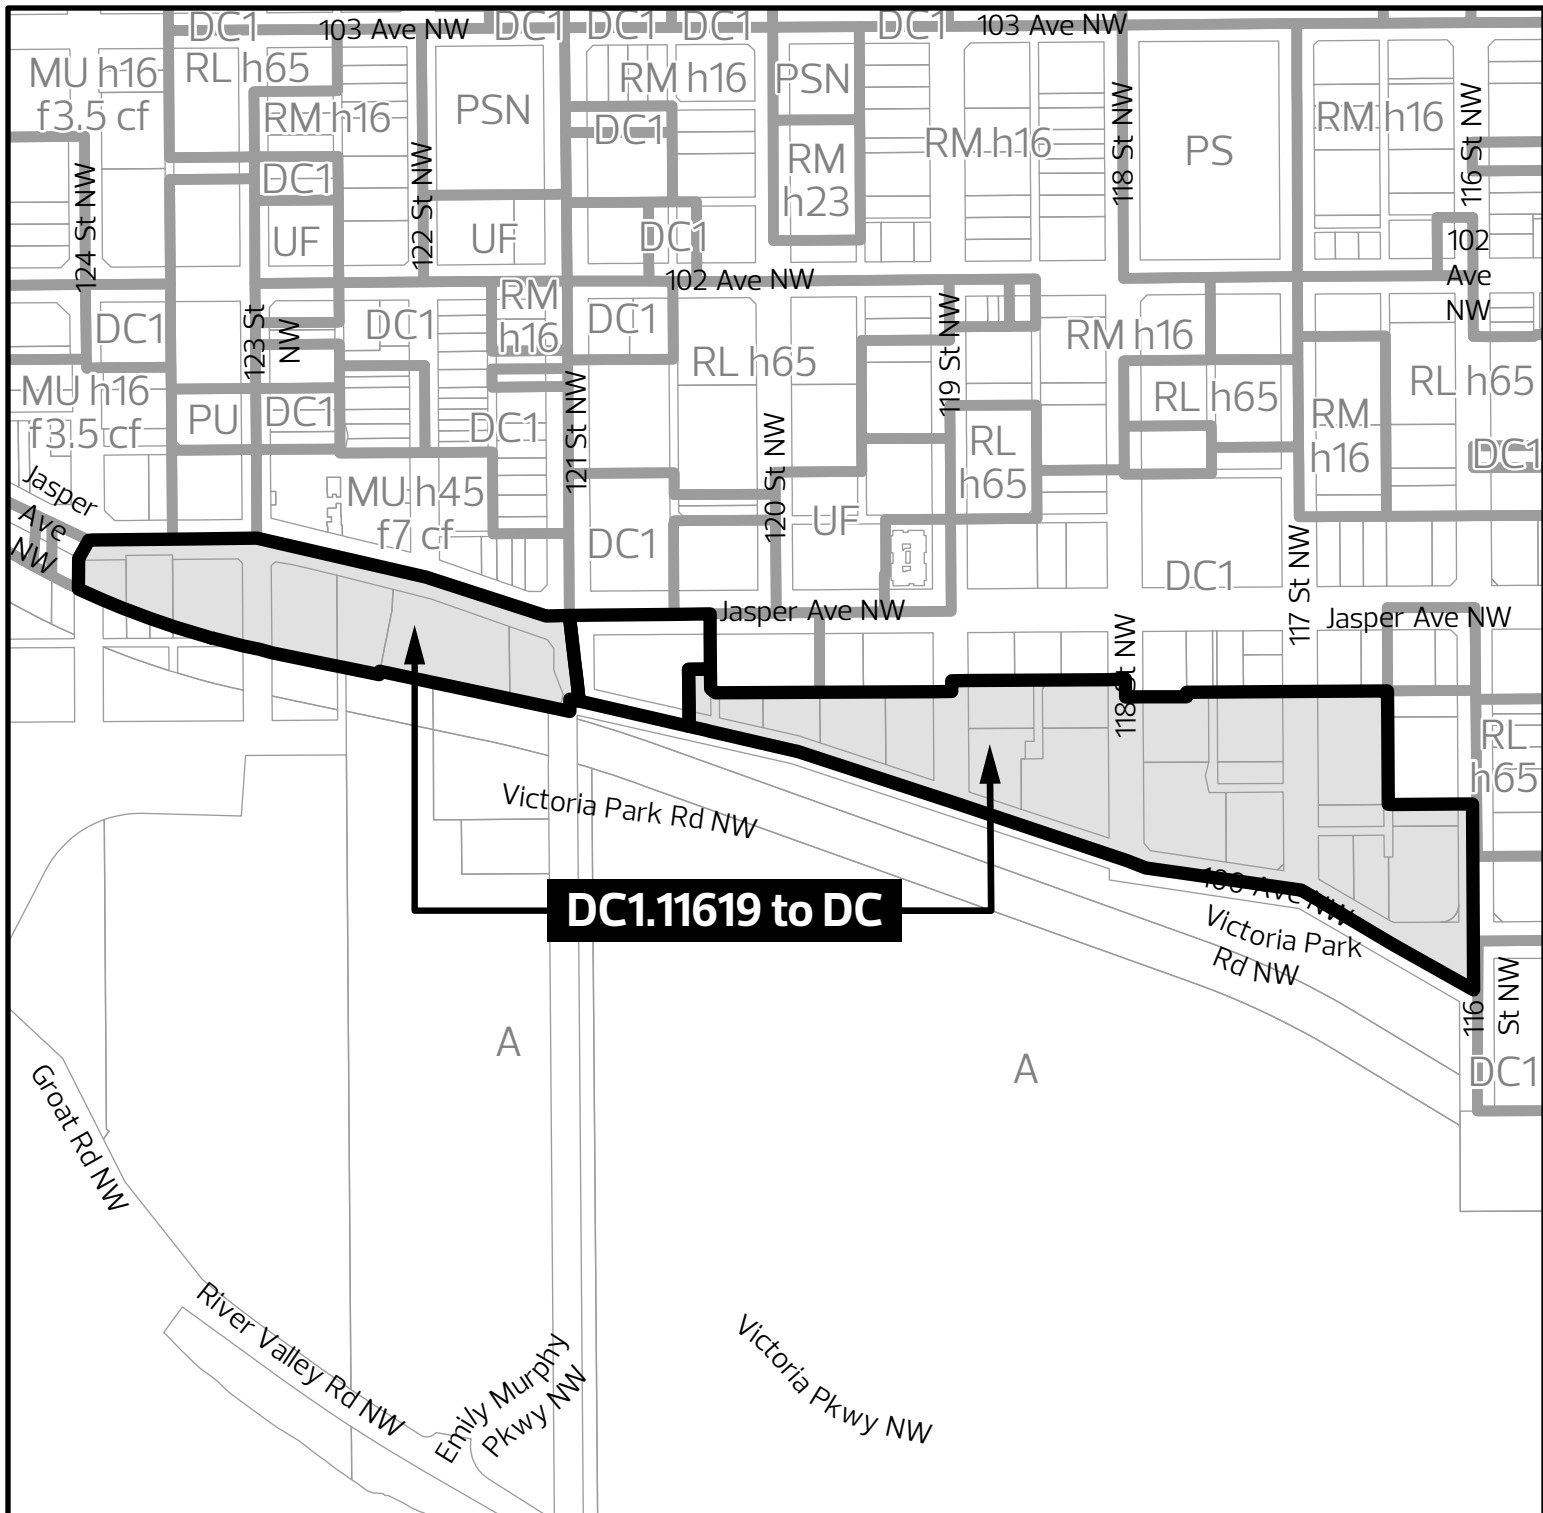 DC1
103 Ave NW
DC1
DC1
DC1
DC1
103 Ave NW
MU h16
f3.5 cf
RL h65
RM h16
PSN
RM h16
DC1
PSN
RM
h23
RM h16
118 St NW
PS
RM h16
116 St NW
124 St NW
DC1
UF
122 St NW
UF
DC1
102 Ave NW
102
Ave
NW
DC1
123 St
NW
DC1
RM
h16
DC1
RL h65
119 St NW
RM h16
MU h16
f3.5 cf
PU
DC1
DC1
121 St NW
120 St NW
RL
h65
RL h65
RM
h16
RL h65
DC1
Jasper
Ave
NW
MU h45
f7 cf
DC1
UF
DC1
117 St NW
Jasper Ave NW
118 St NW
Jasper Ave NW
RL
h65
Victoria Park Rd NW
DC1.11619 to DC
100 Ave NW
Victoria Park
Rd NW
116
St NW
A
A
DC1
Groat Rd NW
River Valley Rd NW
Emily Murphy
Pkwy NW
Victoria Pkwy NW